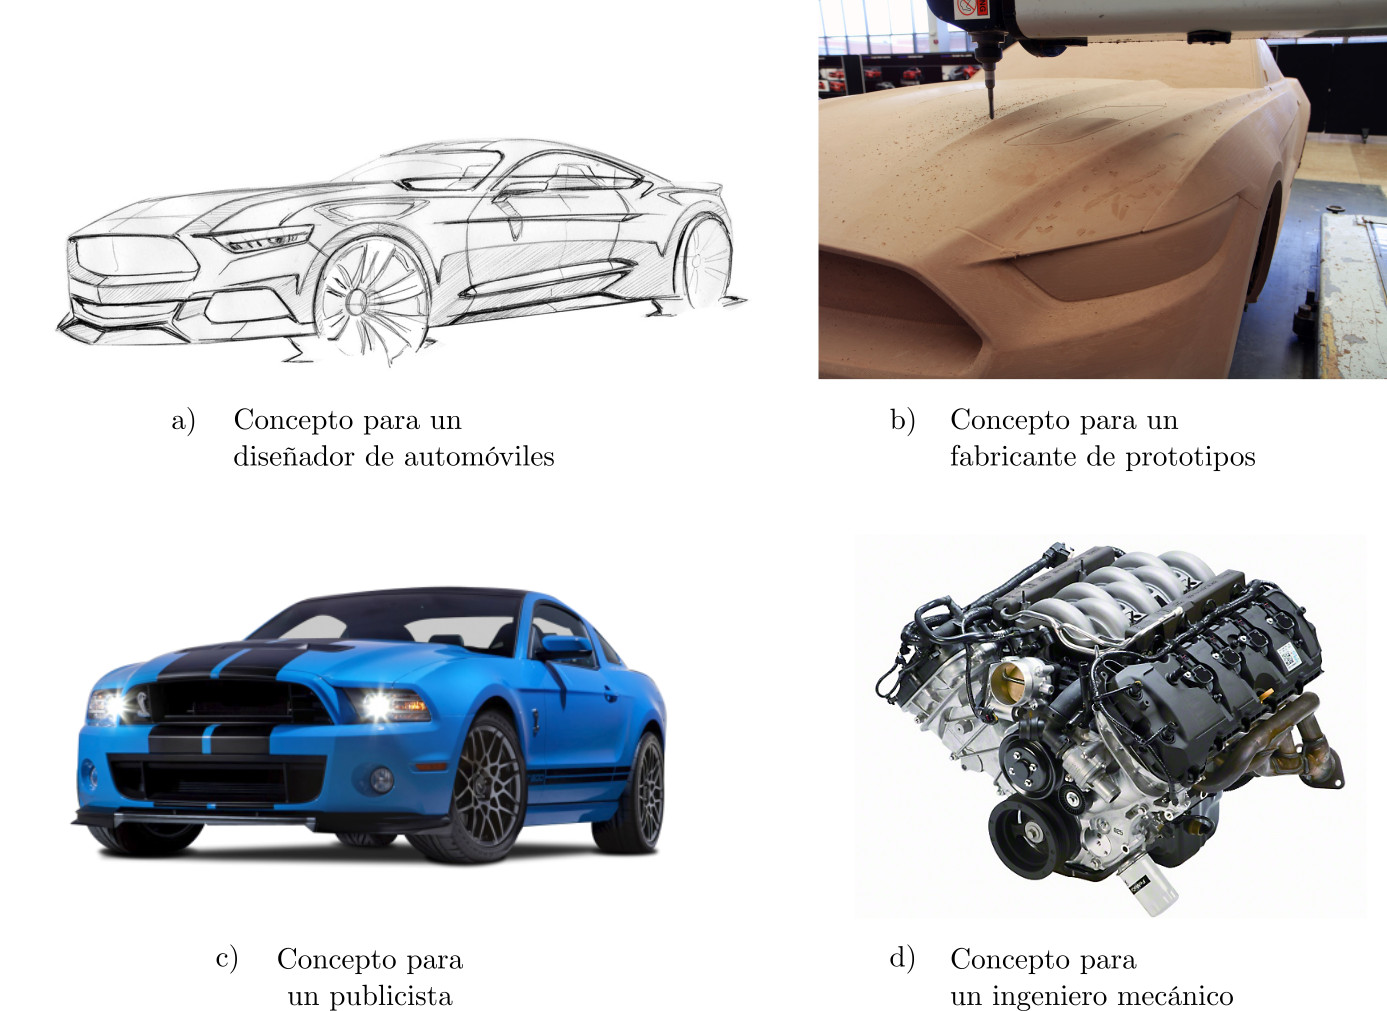 a) Concepto para un
diseñador de automóviles
b) Concepto para un
fabricante de prototipos
c) Concepto para
un publicista
d) Concepto para
un ingeniero mecánico